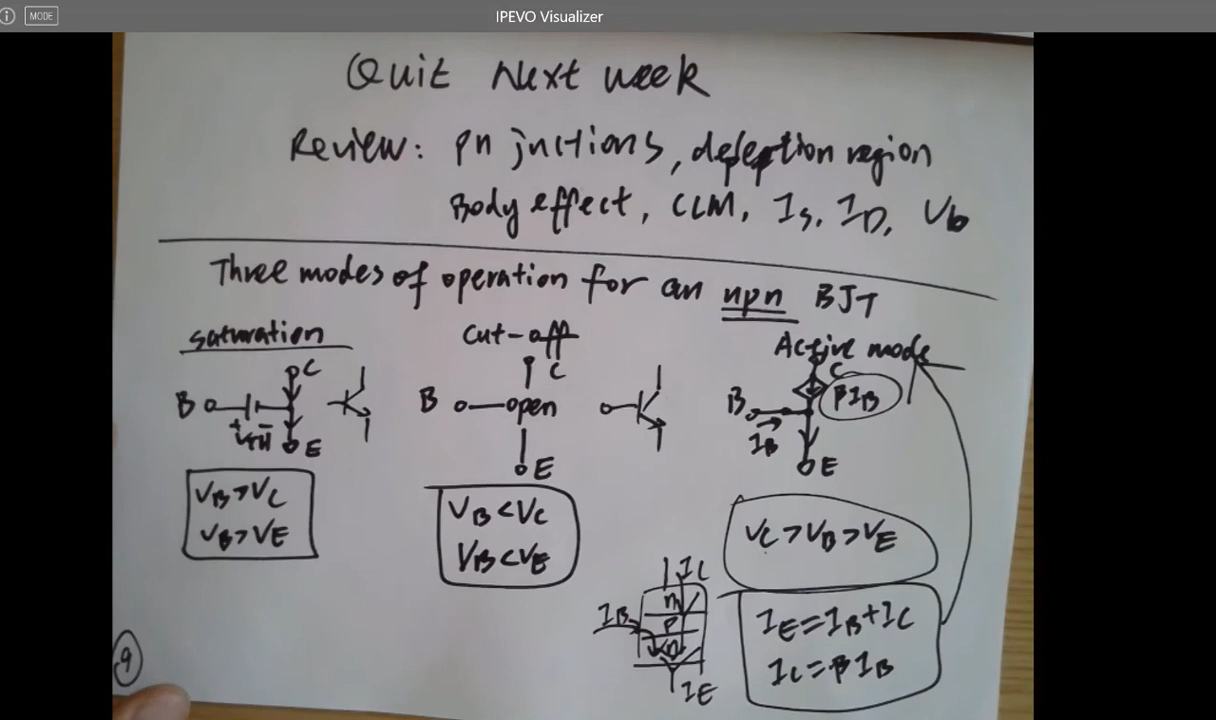 MODE
IPEVO Visualizer
Quit Next week
Review: pn jnctions, depleption region
Body effect, CLM, Is, ID, Vb
Three modes of operation for an npn BJT
saturation
Cut-off
Active mode
C
B
+ -
E
C
B
open
E
C
B
βIB
IB
E
VB>VC
VB>VE
VB<VC
VB<VE
VC>VB>VE
IC
IB
n
p
n
IE
IE=IB+IC
IC=βIB
9